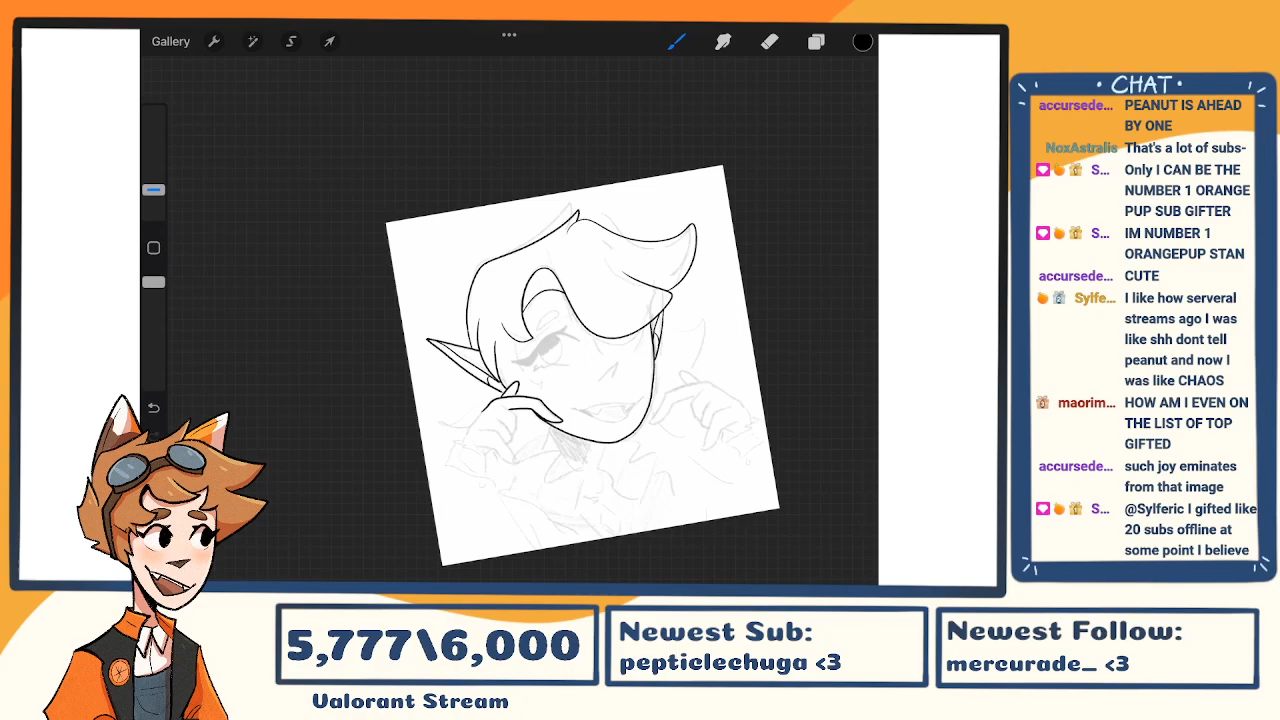 Gallery
• CHAT •
accursede... PEANUT IS AHEAD
BY ONE
NoxAstralis That's a lot of subs-
S... Only I CAN BE THE
NUMBER 1 ORANGE
PUP SUB GIFTER
S... IM NUMBER 1
ORANGEPUP STAN
accursede... CUTE
Sylfe... I like how serveral
streams ago I was
like shh dont tell
peanut and now I
was like CHAOS
maorim... HOW AM I EVEN ON
THE LIST OF TOP
GIFTED
accursede... such joy eminates
from that image
S... @Sylferic I gifted like
20 subs offline at
some point I believe
5,777\6,000
Valorant Stream
Newest Sub:
pepticlechuga <3
Newest Follow:
mercurade_ <3